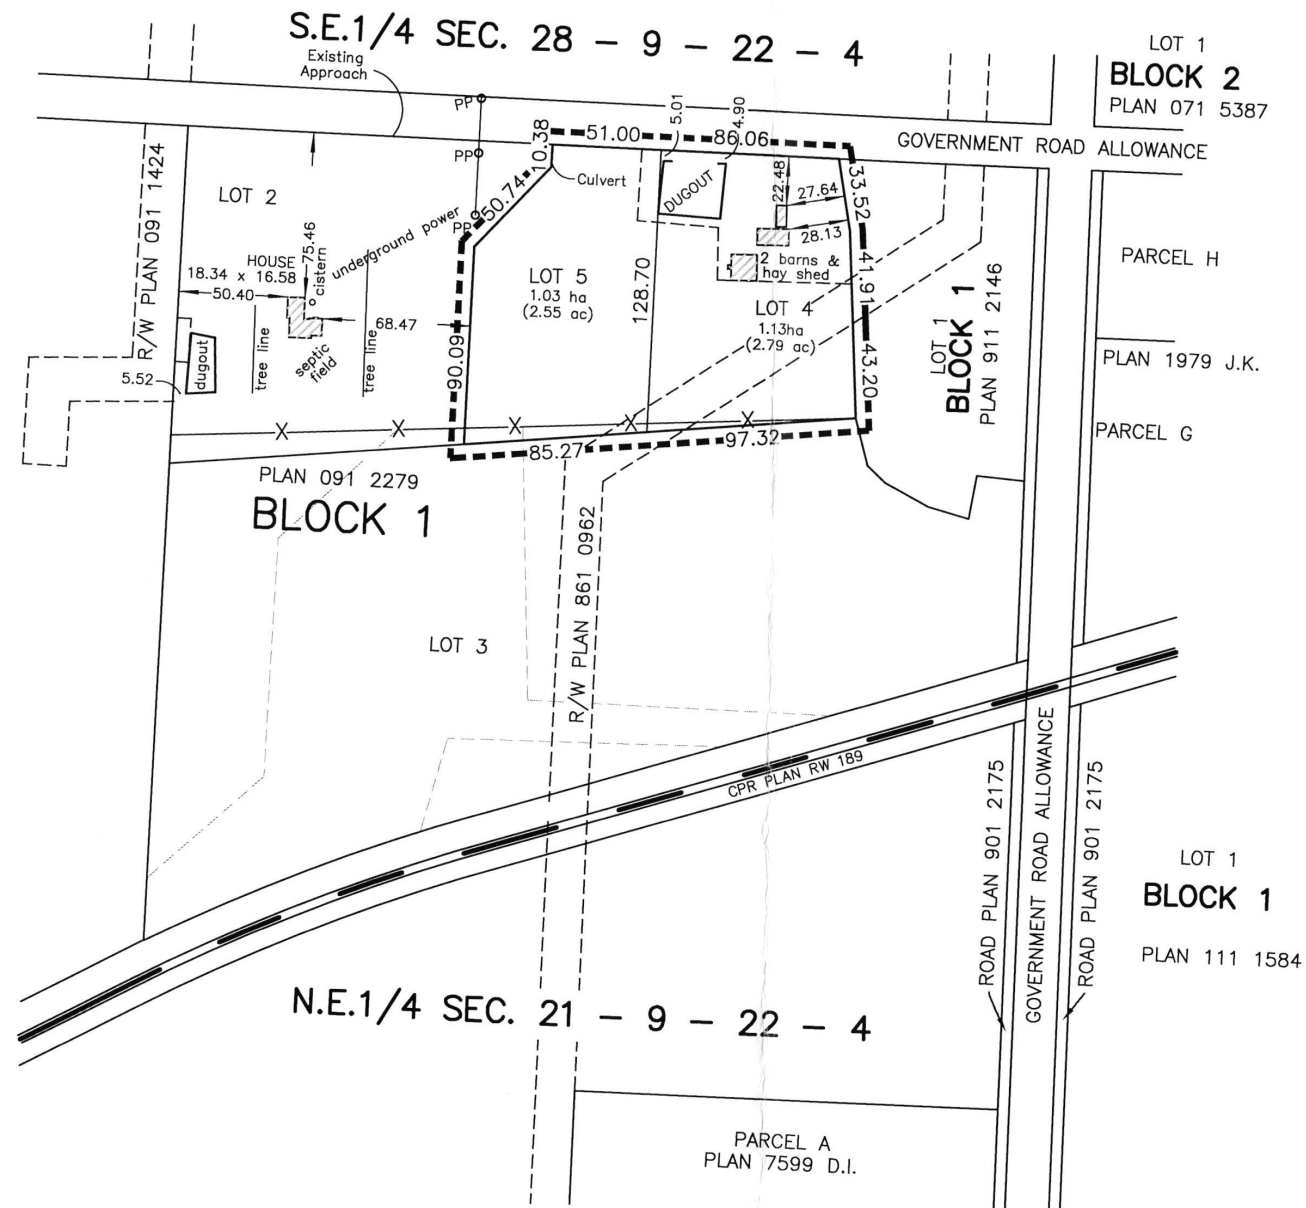 S.E.1/4 SEC. 28 – 9 – 22 – 4
LOT 1
BLOCK 2
PLAN 071 5387
Existing
Approach
PP
PP
PP
10.38
51.00
5.01
86.06
4.90
GOVERNMENT ROAD ALLOWANCE
R/W PLAN 091 1424
LOT 2
50.74
Culvert
DUGOUT
22.48
27.64
33.52
28.13
underground power
75.46
HOUSE
18.34 x 16.58
50.40
cistern
68.47
septic
field
tree line
tree line
dugout
5.52
90.09
LOT 5
1.03 ha
(2.55 ac)
128.70
2 barns &
hay shed
LOT 4
1.13ha
(2.79 ac)
41.91
43.20
LOT 1
BLOCK 1
PLAN 911 2146
PARCEL H
PLAN 1979 J.K.
PARCEL G
X X X X X
85.27
97.32
PLAN 091 2279
BLOCK 1
R/W PLAN 861 0962
LOT 3
CPR PLAN RW 189
ROAD PLAN 901 2175
GOVERNMENT ROAD ALLOWANCE
ROAD PLAN 901 2175
LOT 1
BLOCK 1
PLAN 111 1584
N.E.1/4 SEC. 21 – 9 – 22 – 4
PARCEL A
PLAN 7599 D.I.